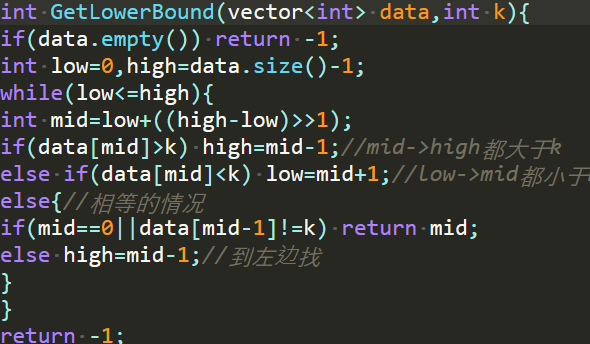 int GetLowerBound(vector<int> data,int k){
if(data.empty()) return -1;
int low=0,high=data.size()-1;
while(low<=high){
int mid=low+((high-low)>>1);
if(data[mid]>k) high=mid-1;//mid->high都大于k
else if(data[mid]<k) low=mid+1;//low->mid都小于
else{//相等的情况
if(mid==0||data[mid-1]!=k) return mid;
else high=mid-1;//到左边找
}
}
return -1;